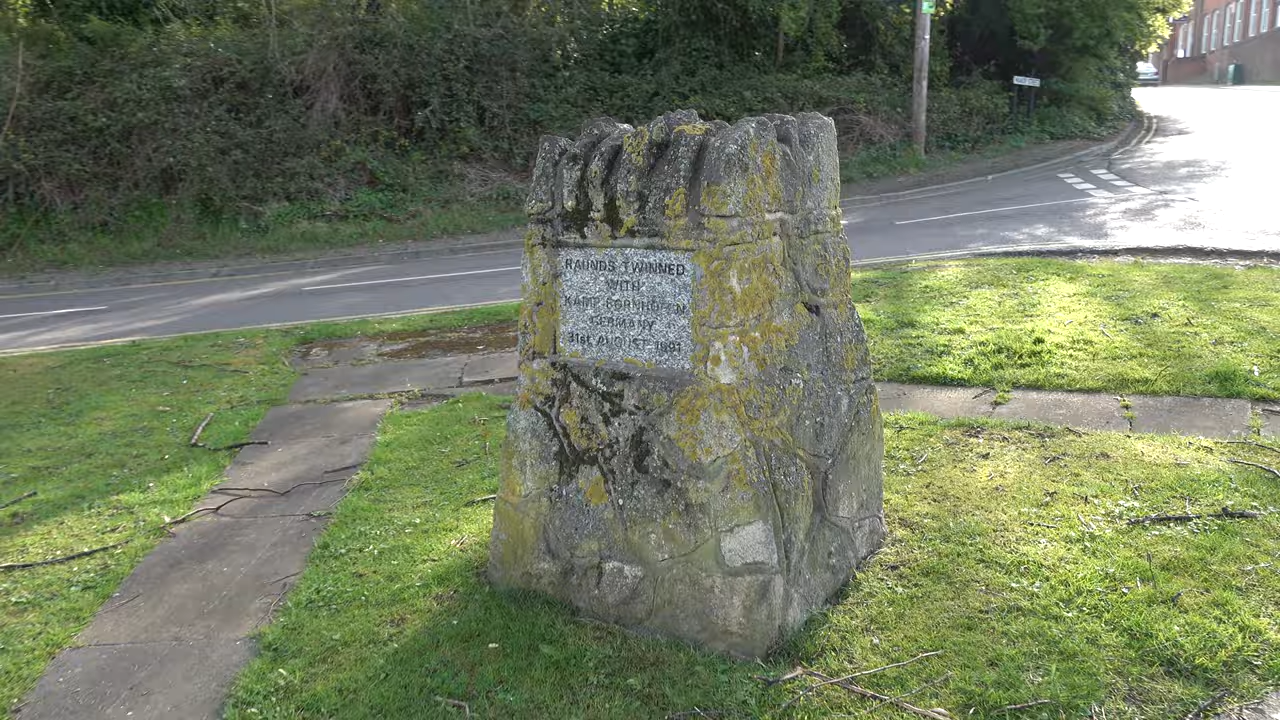 RAUNDS TWINNED
WITH
KAMP BORNHOFEN
GERMANY
31st AUGUST 1991